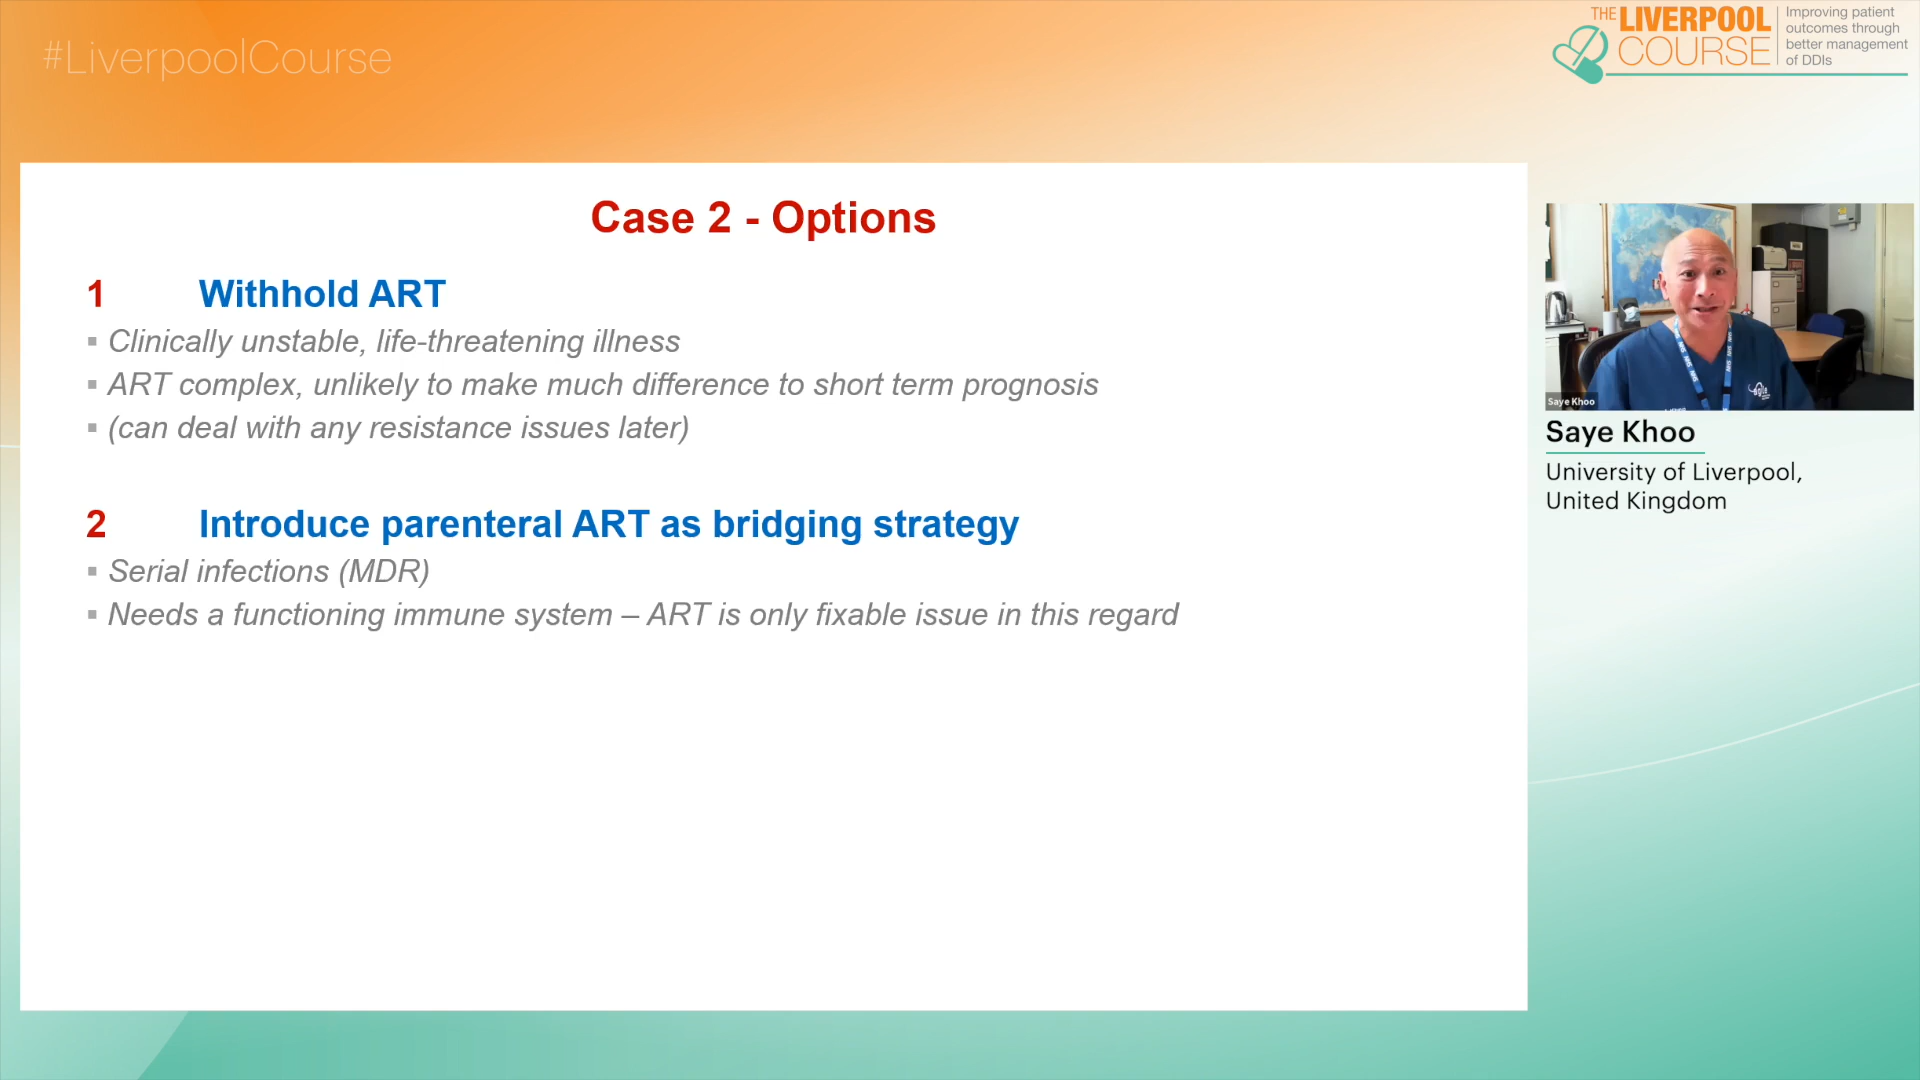 #LiverpoolCourse
THE LIVERPOOL
COURSE
Improving patient
outcomes through
better management
of DDIs
Case 2 - Options
1 Withhold ART
▪ Clinically unstable, life-threatening illness
▪ ART complex, unlikely to make much difference to short term prognosis
▪ (can deal with any resistance issues later)
2 Introduce parenteral ART as bridging strategy
▪ Serial infections (MDR)
▪ Needs a functioning immune system – ART is only fixable issue in this regard
Saye Khoo
Saye Khoo
University of Liverpool,
United Kingdom